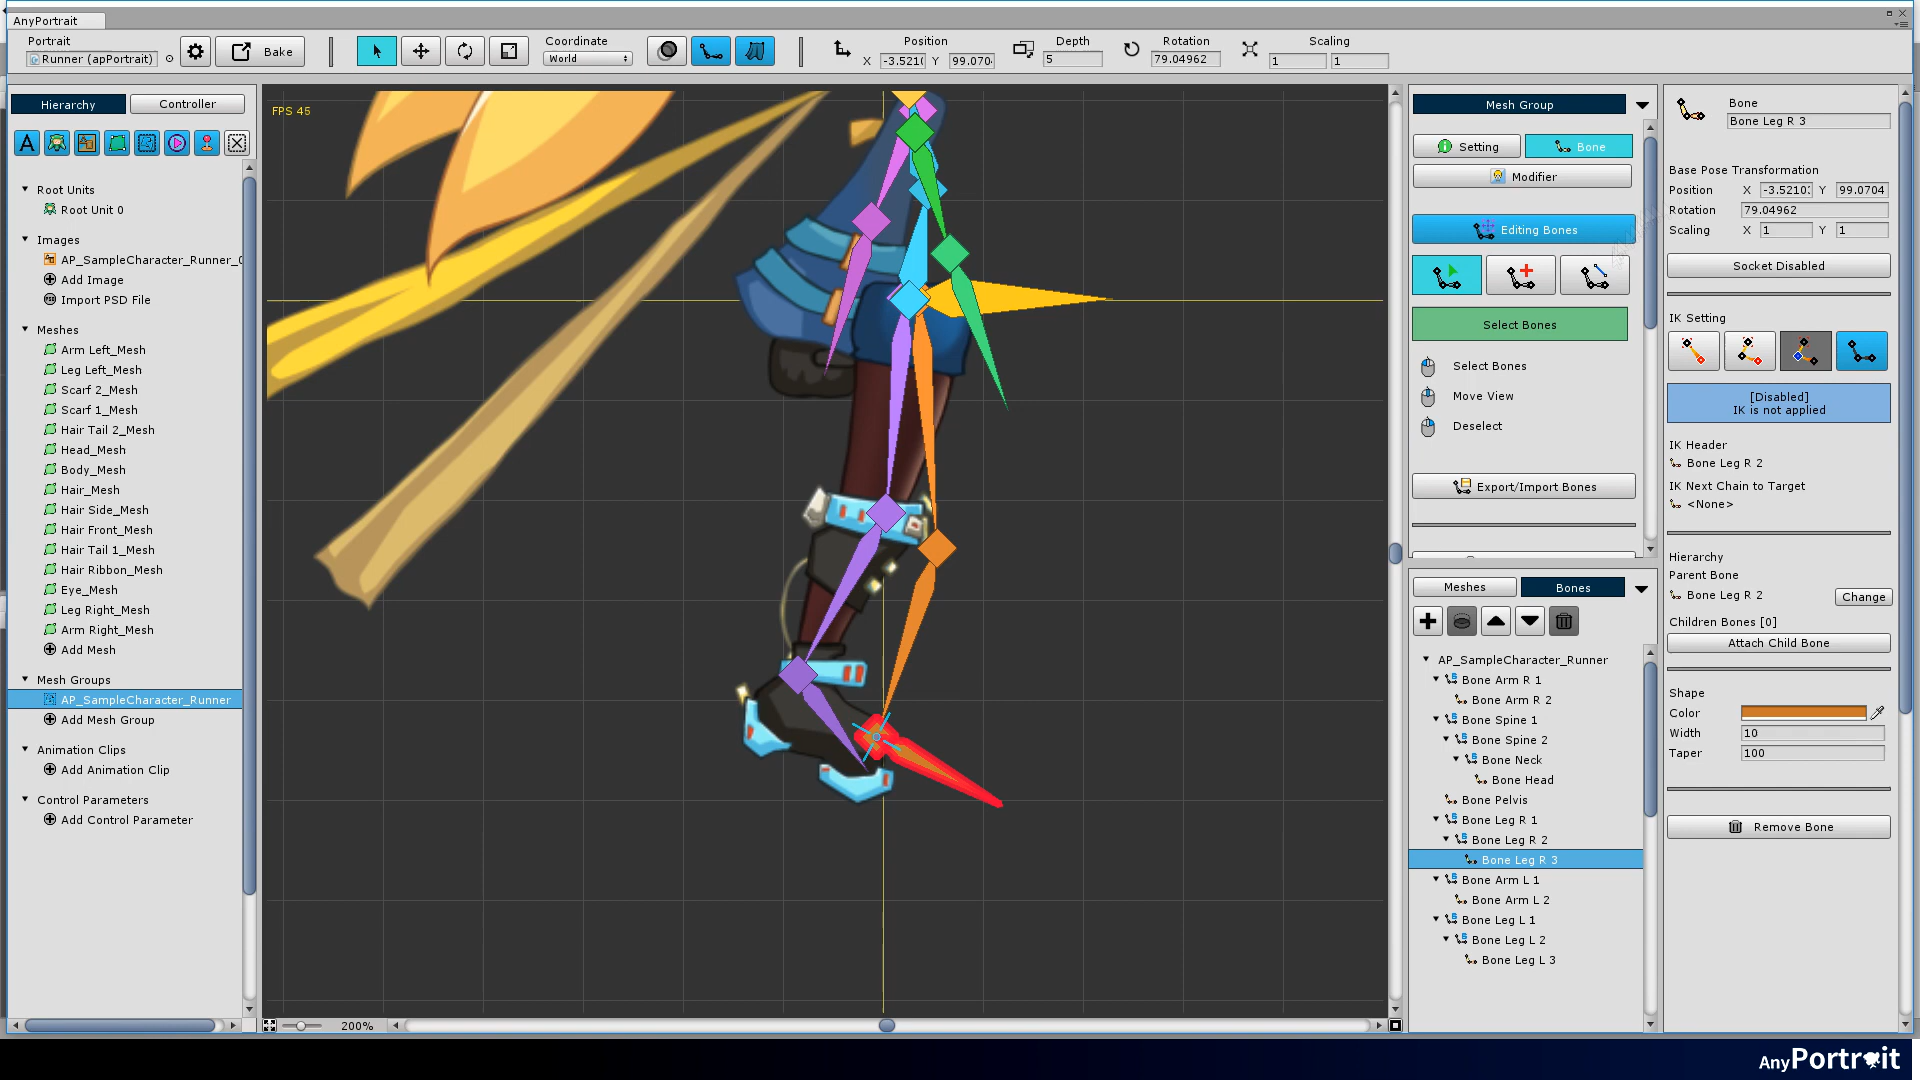 AnyPortrait
Portrait
Runner (apPortrait)
Bake
Coordinate
World
Position
X -3.521( Y 99.070
Depth
5
Rotation
79.04962
Scaling
1 1
Hierarchy
Controller
A
Root Units
Root Unit 0
Images
AP_SampleCharacter_Runner_0
Add Image
Import PSD File
Meshes
Arm Left_Mesh
Leg Left_Mesh
Scarf 2_Mesh
Scarf 1_Mesh
Hair Tail 2_Mesh
Head_Mesh
Body_Mesh
Hair_Mesh
Hair Side_Mesh
Hair Front_Mesh
Hair Tail 1_Mesh
Hair Ribbon_Mesh
Eye_Mesh
Leg Right_Mesh
Arm Right_Mesh
Add Mesh
Mesh Groups
AP_SampleCharacter_Runner
Add Mesh Group
Animation Clips
Add Animation Clip
Control Parameters
Add Control Parameter
FPS 45
200%
Mesh Group
Setting
Bone
Modifier
Editing Bones
Select Bones
Select Bones
Move View
Deselect
Export/Import Bones
Meshes
Bones
AP_SampleCharacter_Runner
Bone Arm R 1
Bone Arm R 2
Bone Spine 1
Bone Spine 2
Bone Neck
Bone Head
Bone Pelvis
Bone Leg R 1
Bone Leg R 2
Bone Leg R 3
Bone Arm L 1
Bone Arm L 2
Bone Leg L 1
Bone Leg L 2
Bone Leg L 3
Bone
Bone Leg R 3
Base Pose Transformation
Position X -3.5210: Y 99.0704
Rotation 79.04962
Scaling X 1 Y 1
Socket Disabled
IK Setting
[Disabled]
IK is not applied
IK Header
Bone Leg R 2
IK Next Chain to Target
<None>
Hierarchy
Parent Bone
Bone Leg R 2
Change
Children Bones [0]
Attach Child Bone
Shape
Color
Width 10
Taper 100
Remove Bone
AnyPortrait